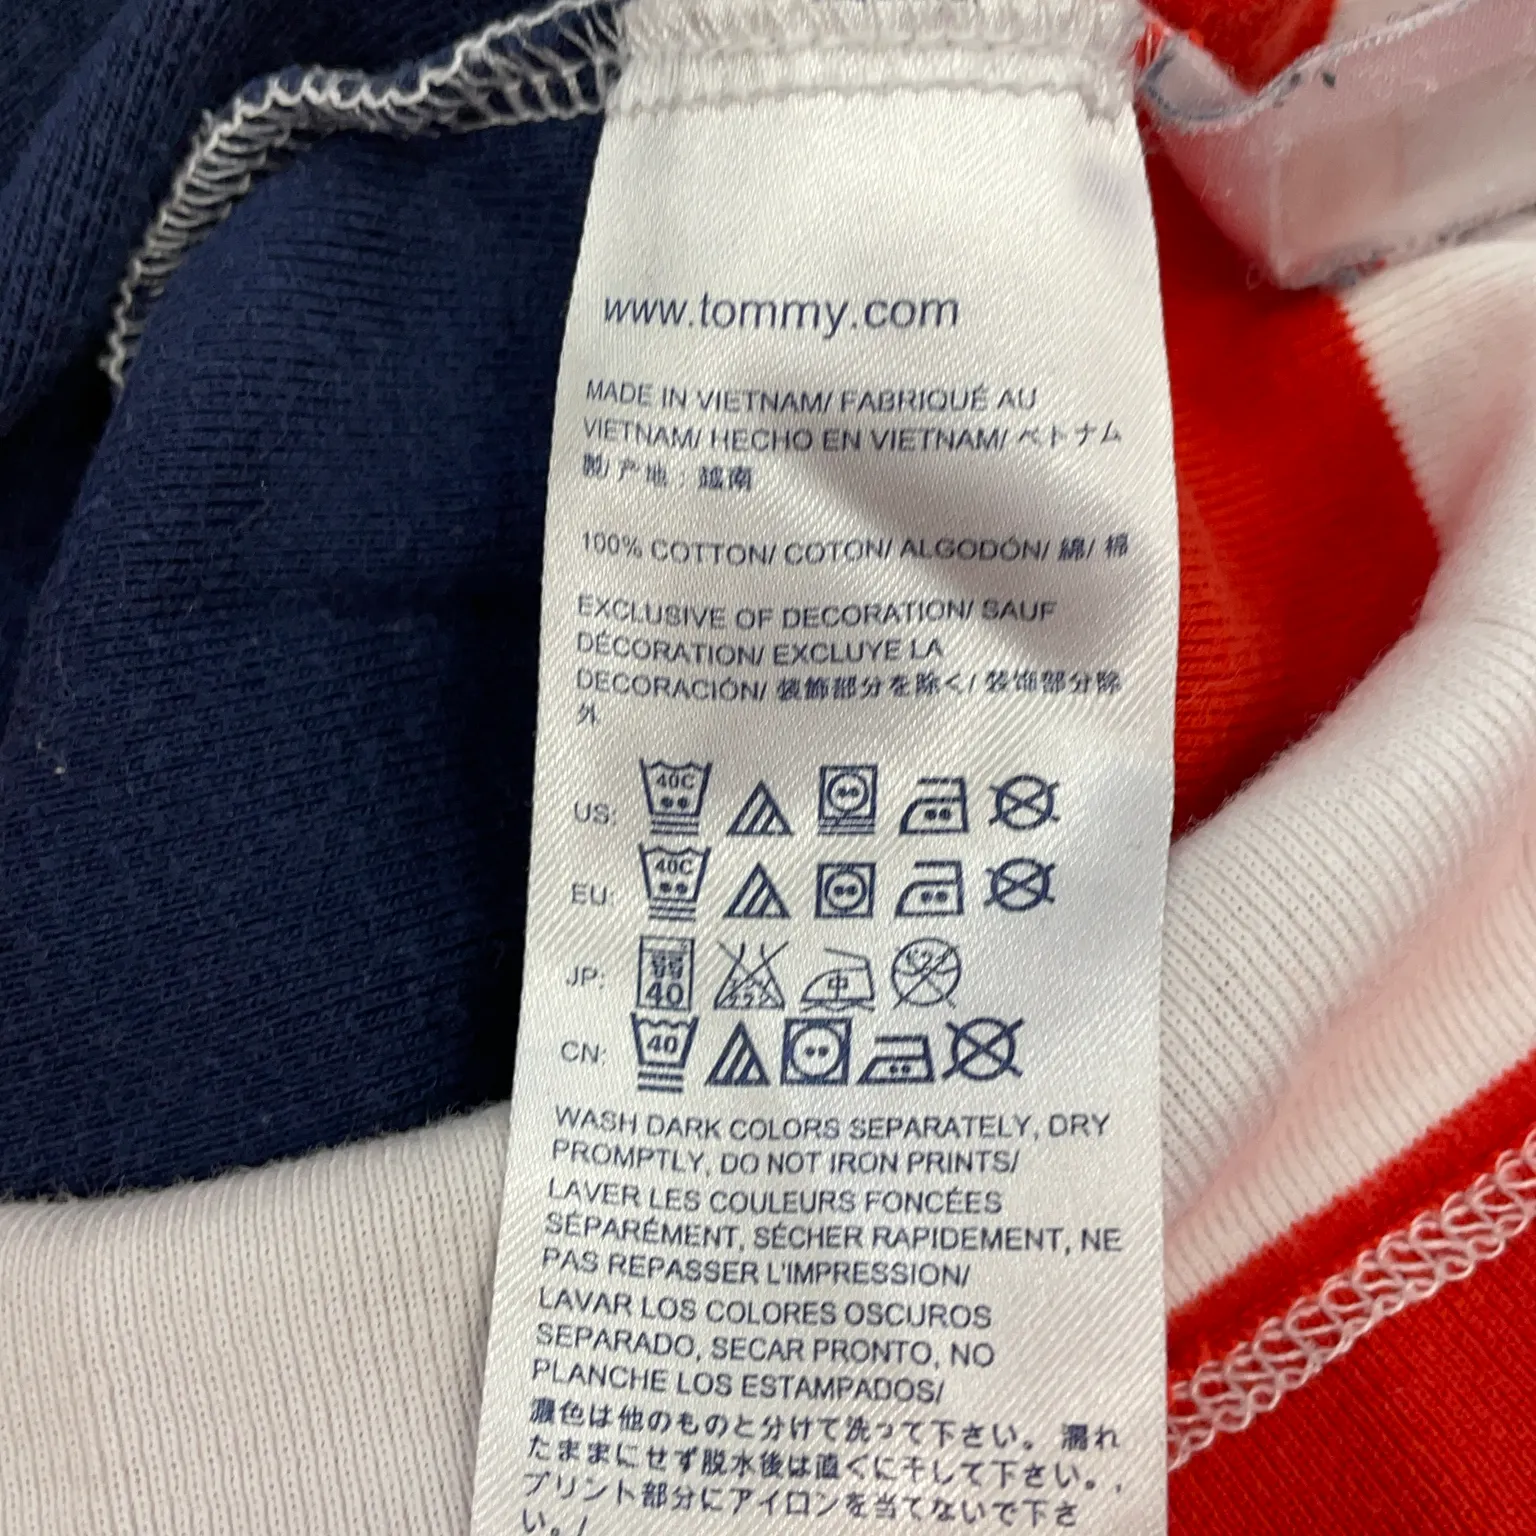 www.tommy.com
MADE IN VIETNAM/ FABRIQUÉ AU
VIETNAM/ HECHO EN VIETNAM/ ベトナム
製/ 产地：越南
100% COTTON/ COTON/ ALGODÓN/ 綿/ 棉
EXCLUSIVE OF DECORATION/ SAUF
DÉCORATION/ EXCLUYE LA
DECORACIÓN/ 装飾部分を除く/ 装饰部分除
外
US: 40C
EU: 40C
JP: 40 中
CN: 40
WASH DARK COLORS SEPARATELY, DRY
PROMPTLY, DO NOT IRON PRINTS/
LAVER LES COULEURS FONCÉES
SÉPARÉMENT, SÉCHER RAPIDEMENT, NE
PAS REPASSER L'IMPRESSION/
LAVAR LOS COLORES OSCUROS
SEPARADO, SECAR PRONTO, NO
PLANCHE LOS ESTAMPADOS/
濃色は他のものと分けて洗って下さい。 濡れ
たままにせず脱水後は直ぐに干して下さい。,
プリント部分にアイロンを当てないで下さ
い。/